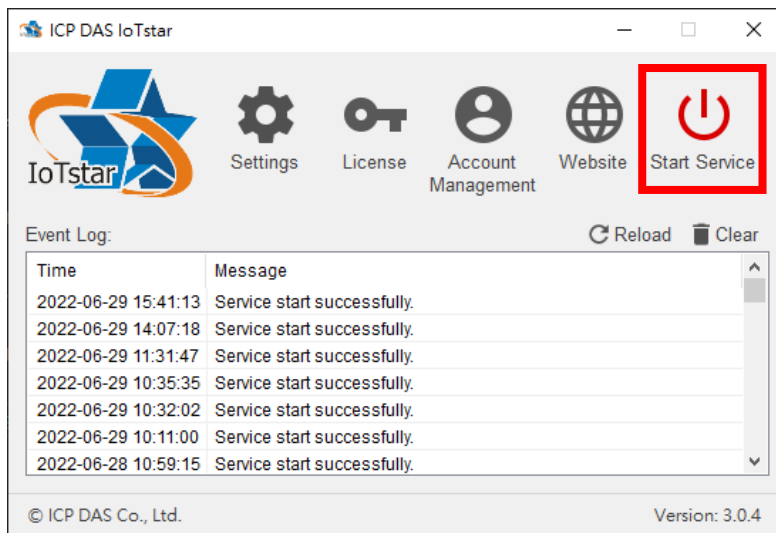 ICP DAS IoTstar
IoTstar
Settings
License
Account
Management
Website
Start Service
Event Log:
Reload
Clear
Time Message
2022-06-29 15:41:13 Service start successfully.
2022-06-29 14:07:18 Service start successfully.
2022-06-29 11:31:47 Service start successfully.
2022-06-29 10:35:35 Service start successfully.
2022-06-29 10:32:02 Service start successfully.
2022-06-29 10:11:00 Service start successfully.
2022-06-28 10:59:15 Service start successfully.
© ICP DAS Co., Ltd.
Version: 3.0.4